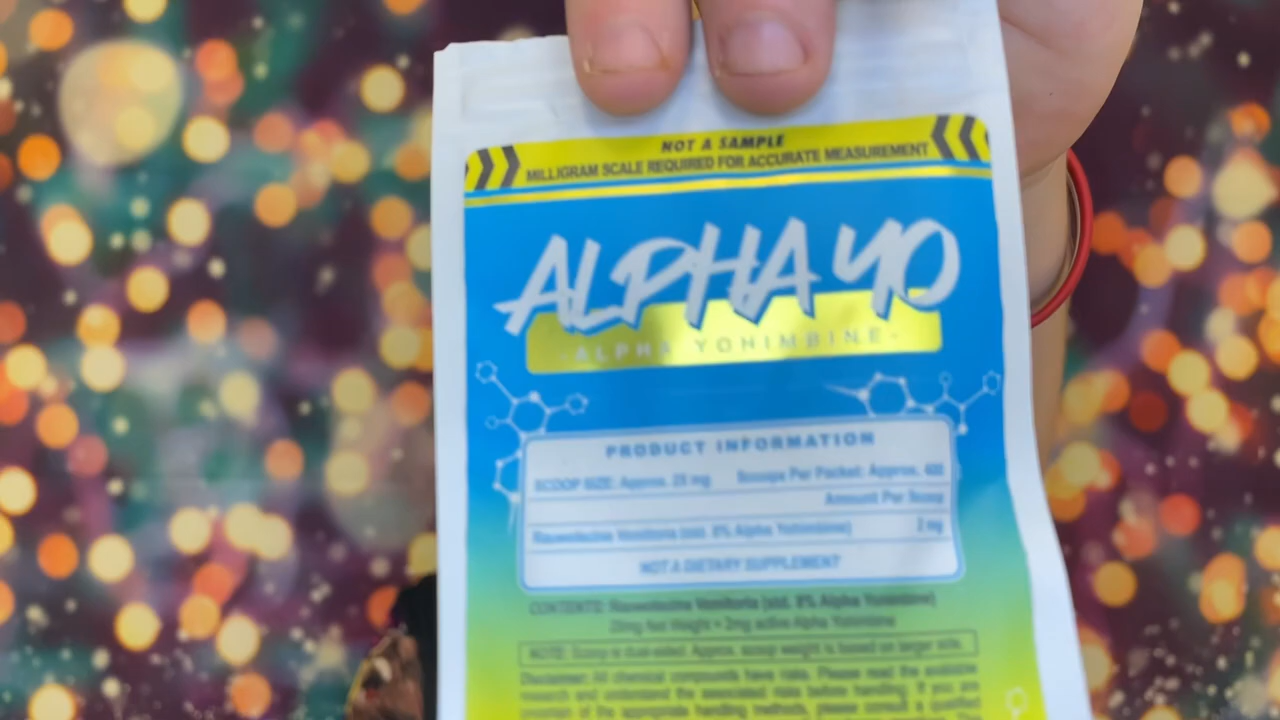 NOT A SAMPLE
MILLIGRAM SCALE REQUIRED FOR ACCURATE MEASUREMENT
ALPHA YO
-ALPHA YOHIMBINE-
PRODUCT INFORMATION
SCOOP SIZE: Approx. 25 mg Scoops Per Packet: Approx. 400
Amount Per Scoop
Rauwolscine Vomitoria (std. 8% Alpha Yohimbine) 2 mg
NOT A DIETARY SUPPLEMENT
CONTENTS: Rauwolscine Vomitoria (std. 8% Alpha Yohimbine)
Net Weight • 2mg active Alpha Yohimbine
NOTE: Scoop is dual-sided. Approx. scoop weight is based on larger side.
Disclaimer: All chemical compounds have risks. Please read the available
research and understand the associated risks before handling. If you are
uncertain of the appropriate handling methods, please consult a qualified